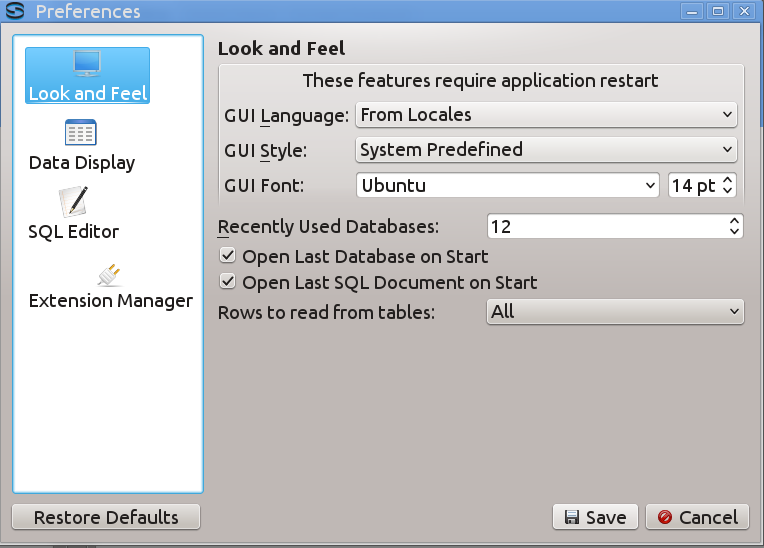 Preferences
Look and Feel
Data Display
SQL Editor
Extension Manager
Look and Feel
These features require application restart
GUI Language: From Locales
GUI Style: System Predefined
GUI Font: Ubuntu 14 pt
Recently Used Databases: 12
Open Last Database on Start
Open Last SQL Document on Start
Rows to read from tables: All
Restore Defaults Save Cancel